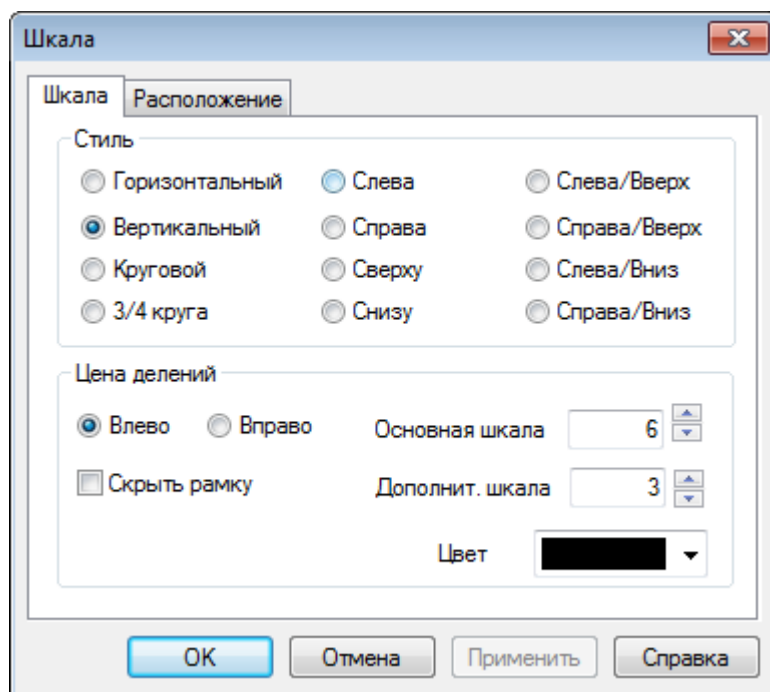 Шкала
Шкала Расположение
Стиль
Горизонтальный Слева Слева/Вверх
Вертикальный Справа Справа/Вверх
Круговой Сверху Слева/Вниз
3/4 круга Снизу Справа/Вниз
Цена делений
Влево Вправо Основная шкала 6
Скрыть рамку Дополнит. шкала 3
Цвет
OK Отмена Применить Справка